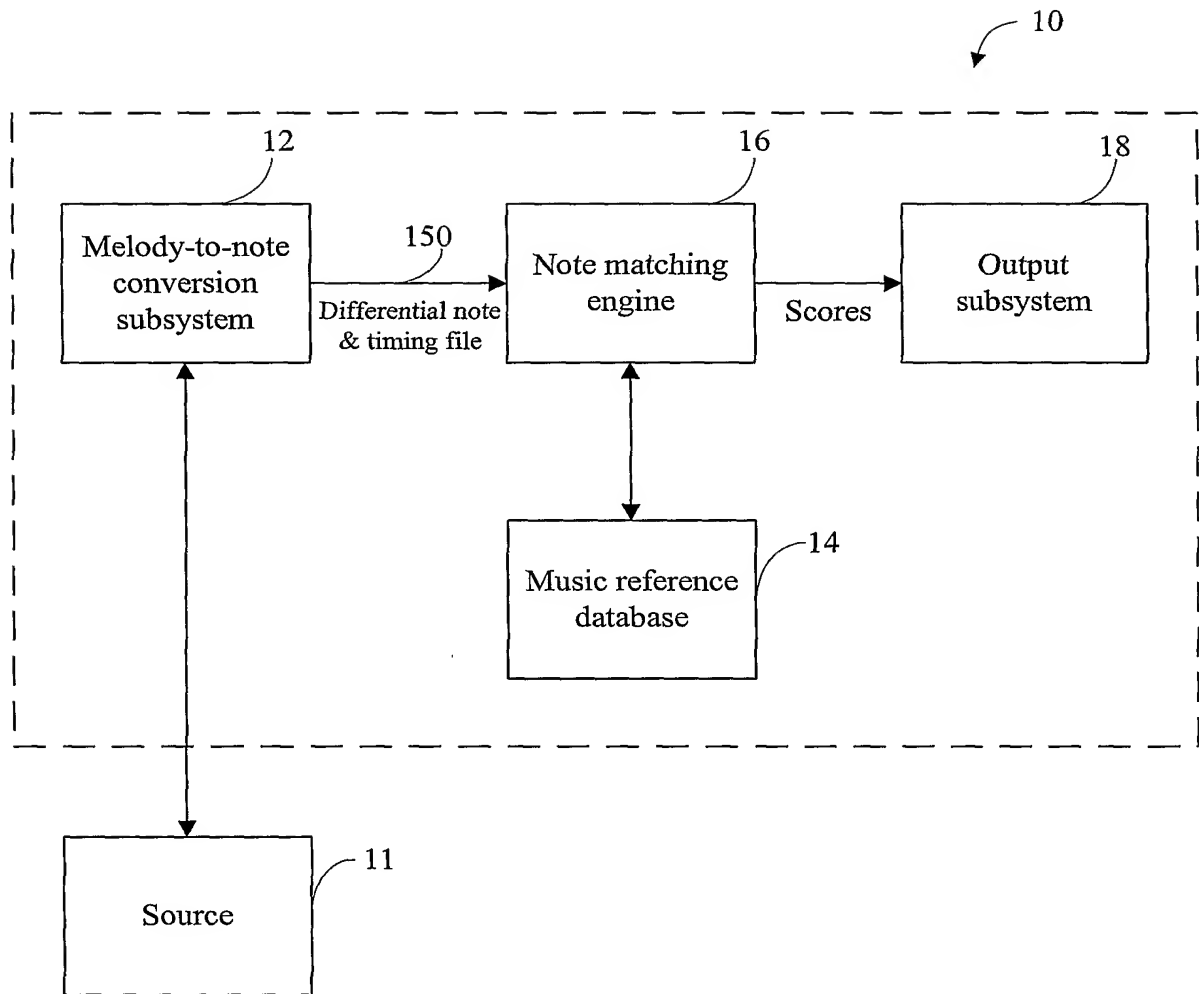 10
12
16
18
Melody-to-note
conversion
subsystem
150
Differential note
& timing file
Note matching
engine
Scores
Output
subsystem
14
Music reference
database
11
Source